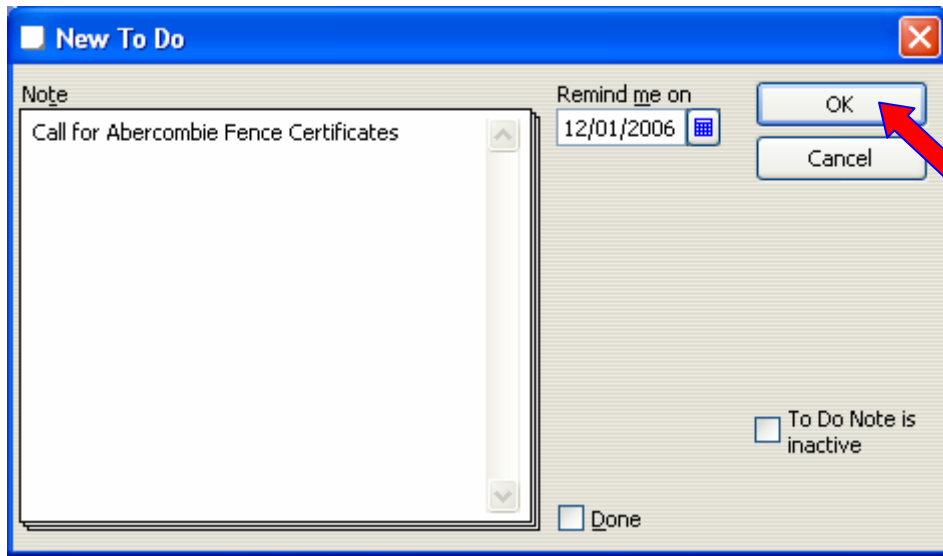 New To Do
Note
Call for Abercombie Fence Certificates
Remind me on
12/01/2006
OK
Cancel
To Do Note is
inactive
Done